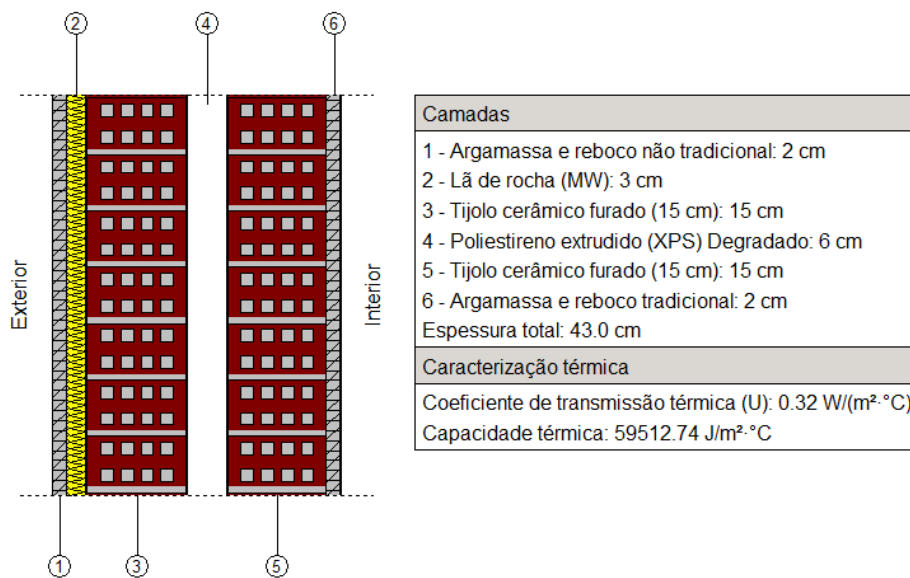 2
4
6
Exterior
Interior
1
3
5
Camadas
1 - Argamassa e reboco não tradicional: 2 cm
2 - Lã de rocha (MW): 3 cm
3 - Tijolo cerâmico furado (15 cm): 15 cm
4 - Poliestireno extrudido (XPS) Degradado: 6 cm
5 - Tijolo cerâmico furado (15 cm): 15 cm
6 - Argamassa e reboco tradicional: 2 cm
Espessura total: 43.0 cm
Caracterização térmica
Coeficiente de transmissão térmica (U): 0.32 W/(m²·°C)
Capacidade térmica: 59512.74 J/m²·°C